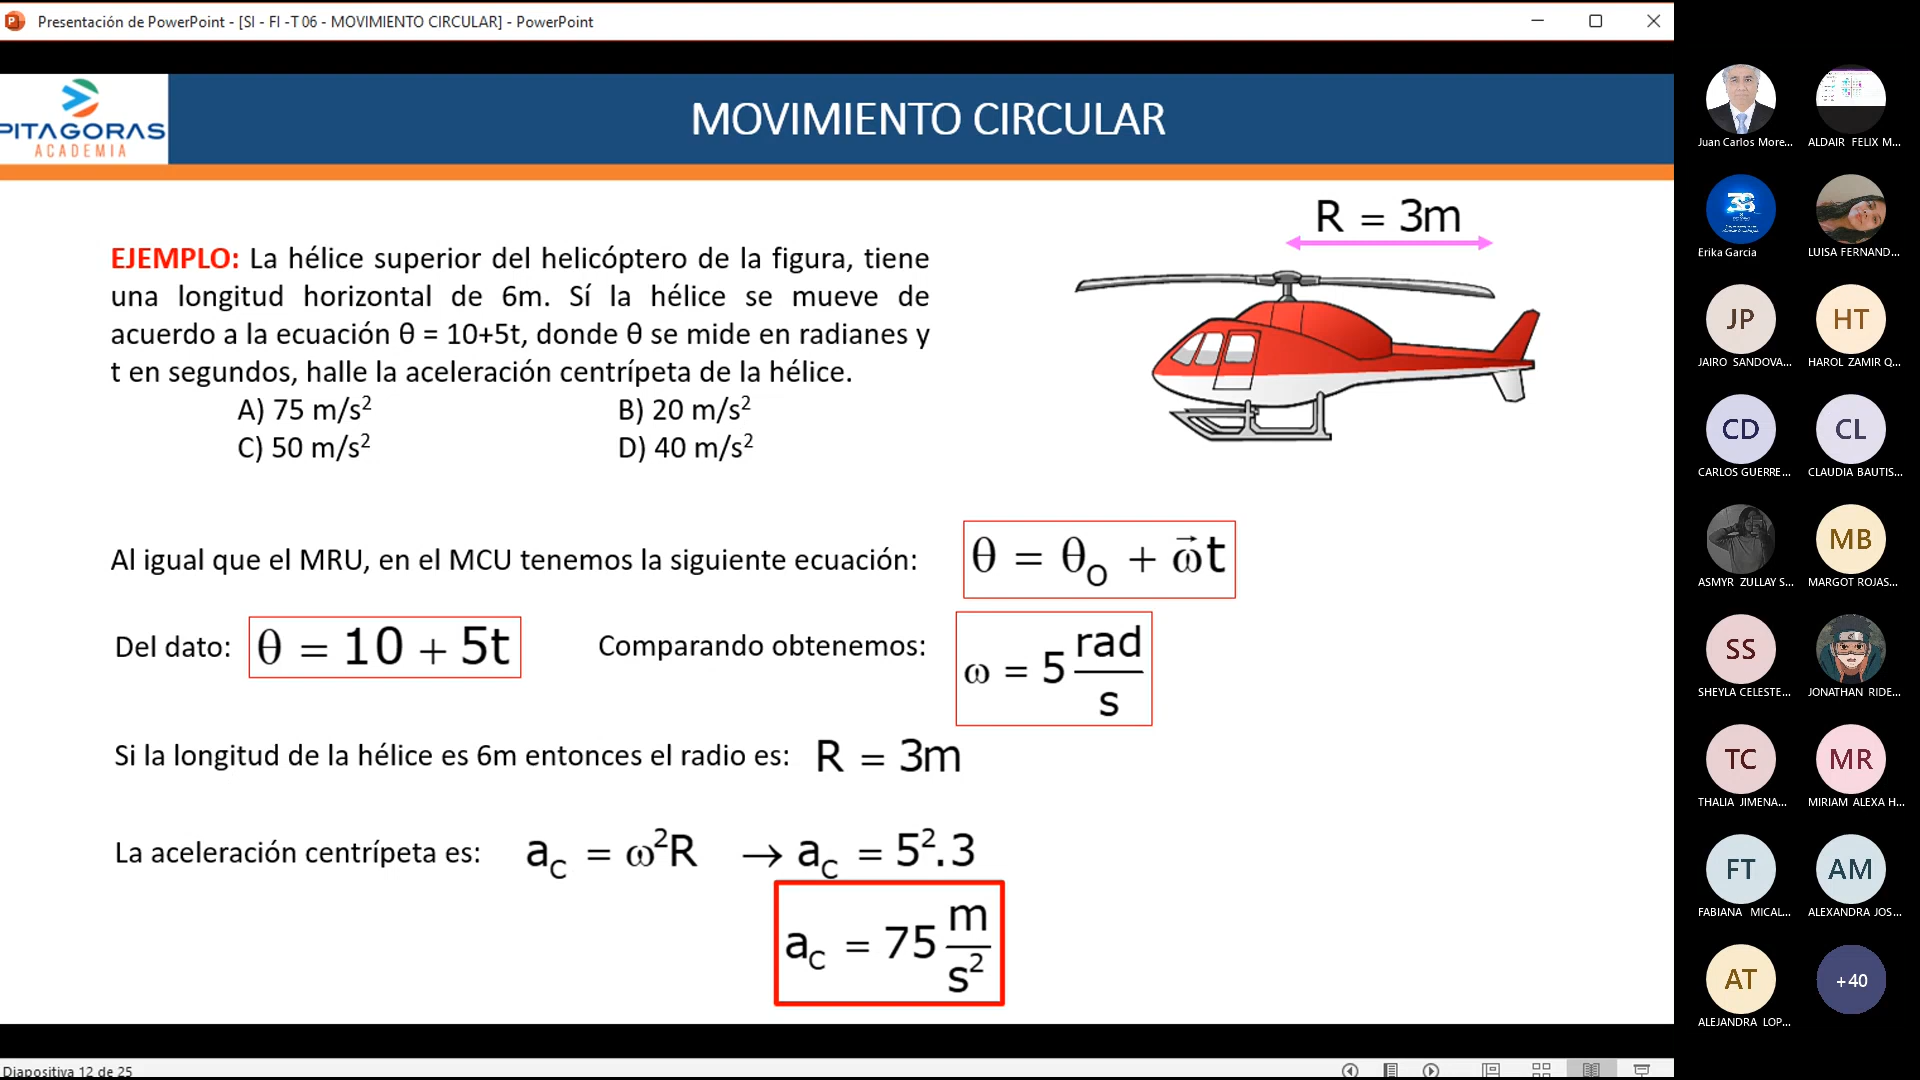 Presentación de PowerPoint - [SI - FI -T 06 - MOVIMIENTO CIRCULAR] - PowerPoint
PITAGORAS
ACADEMIA
MOVIMIENTO CIRCULAR
R = 3m
EJEMPLO: La hélice superior del helicóptero de la figura, tiene
una longitud horizontal de 6m. Sí la hélice se mueve de
acuerdo a la ecuación θ = 10+5t, donde θ se mide en radianes y
t en segundos, halle la aceleración centrípeta de la hélice.
A) 75 m/s² B) 20 m/s²
C) 50 m/s² D) 40 m/s²
Al igual que el MRU, en el MCU tenemos la siguiente ecuación: θ = θ₀ + ω⃗t
Del dato: θ = 10 + 5t Comparando obtenemos: ω = 5 rad/s
Si la longitud de la hélice es 6m entonces el radio es: R = 3m
La aceleración centrípeta es: a_C = ω²R → a_C = 5².3
a_C = 75 m/s²
Diapositiva 12 de 25
Juan Carlos More... ALDAIR FELIX M...
38
Erika Garcia LUISA FERNAND...
JP HT
JAIRO SANDOVA... HAROL ZAMIR Q...
CD CL
CARLOS GUERRE... CLAUDIA BAUTIS...
MB
ASMYR ZULLAY S... MARGOT ROJAS...
SS
SHEYLA CELESTE... JONATHAN RIDE...
TC MR
THALIA JIMENA... MIRIAM ALEXA H...
FT AM
FABIANA MICAL... ALEXANDRA JOS...
AT +40
ALEJANDRA LOP...